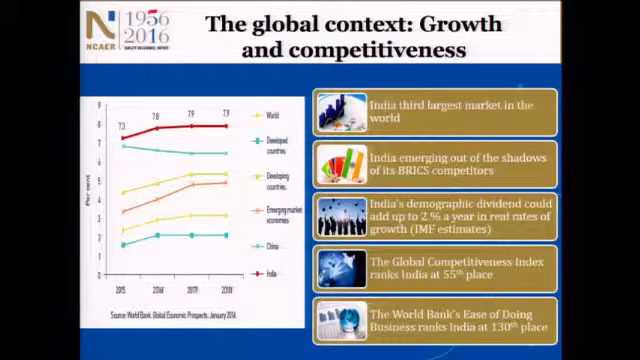 1956
2016
NCAER
The global context: Growth
and competitiveness
9
8
7
6
5
4
3
2
1
0
Per cent
7.3
7.8
7.9
7.9
2015
2016
2017
2018
World
Developed
countries
Developing
countries
Emerging market
economies
China
India
Source: World Bank: Global Economic Prospects: January 2016
India third largest market in the
world
India emerging out of the shadows
of its BRICS competitors
India's demographic dividend could
add up to 2 % a year in real rates of
growth (IMF estimates)
The Global Competitiveness Index
ranks India at 55th place
The World Bank's Ease of Doing
Business ranks India at 130th place